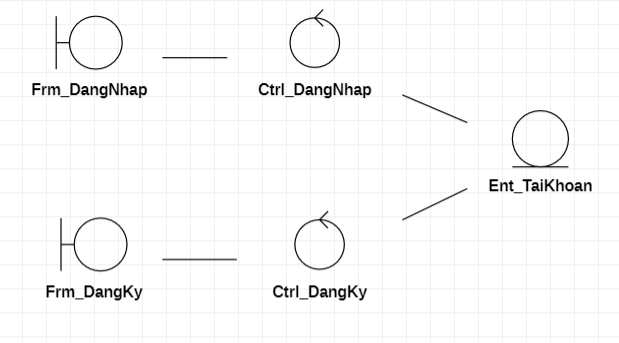 Frm_DangNhap
Ctrl_DangNhap
Ent_TaiKhoan
Frm_DangKy
Ctrl_DangKy